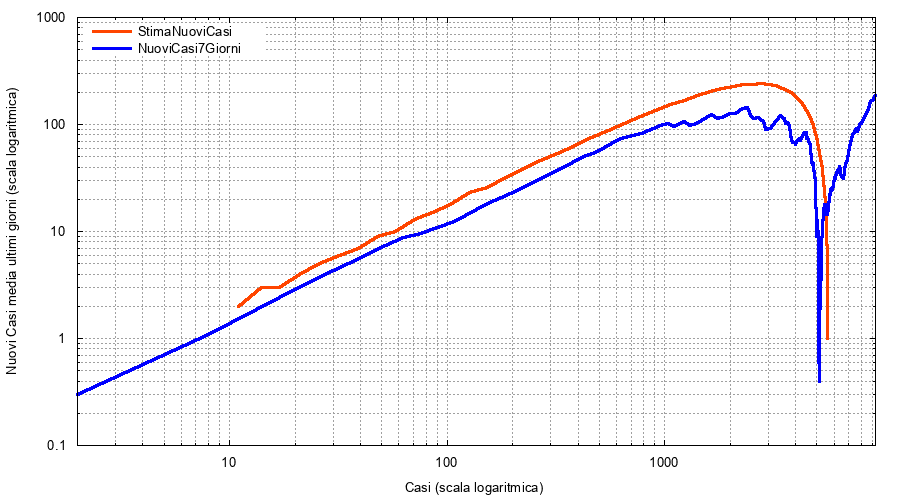 1000
StimaNuoviCasi
NuoviCasi7Giorni
100
10
1
0.1
Nuovi Casi media ultimi giorni (scala logaritmica)
10
100
1000
Casi (scala logaritmica)